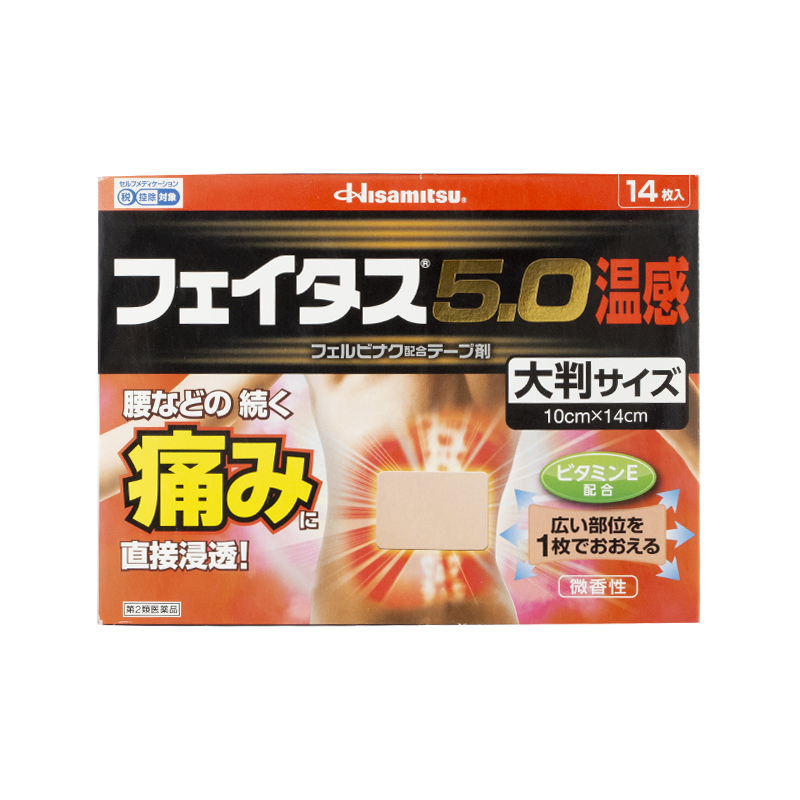 セルフメディケーション
税 控除 対象
Hisamitsu®
14枚入
フェイタス®5.0温感
フェルビナク配合テープ剤
大判サイズ
10cm×14cm
腰などの 続く
痛みに
直接浸透!
ビタミンE
配合
広い部位を
1枚でおおえる
微香性
第2類医薬品